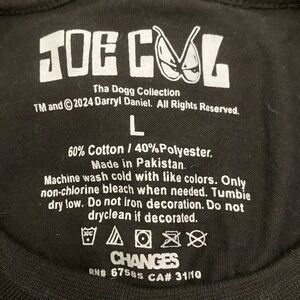 JOE COOL
Tha Dogg Collection
TM and © 2024 Darryl Daniel. All Rights Reserved.
L
60% Cotton / 40% Polyester.
Made in Pakistan.
Machine wash cold with like colors. Only
non-chlorine bleach when needed. Tumble
dry low. Do not iron decoration. Do not
dryclean if decorated.
CHANGES
RN# 67585 CA# 31110